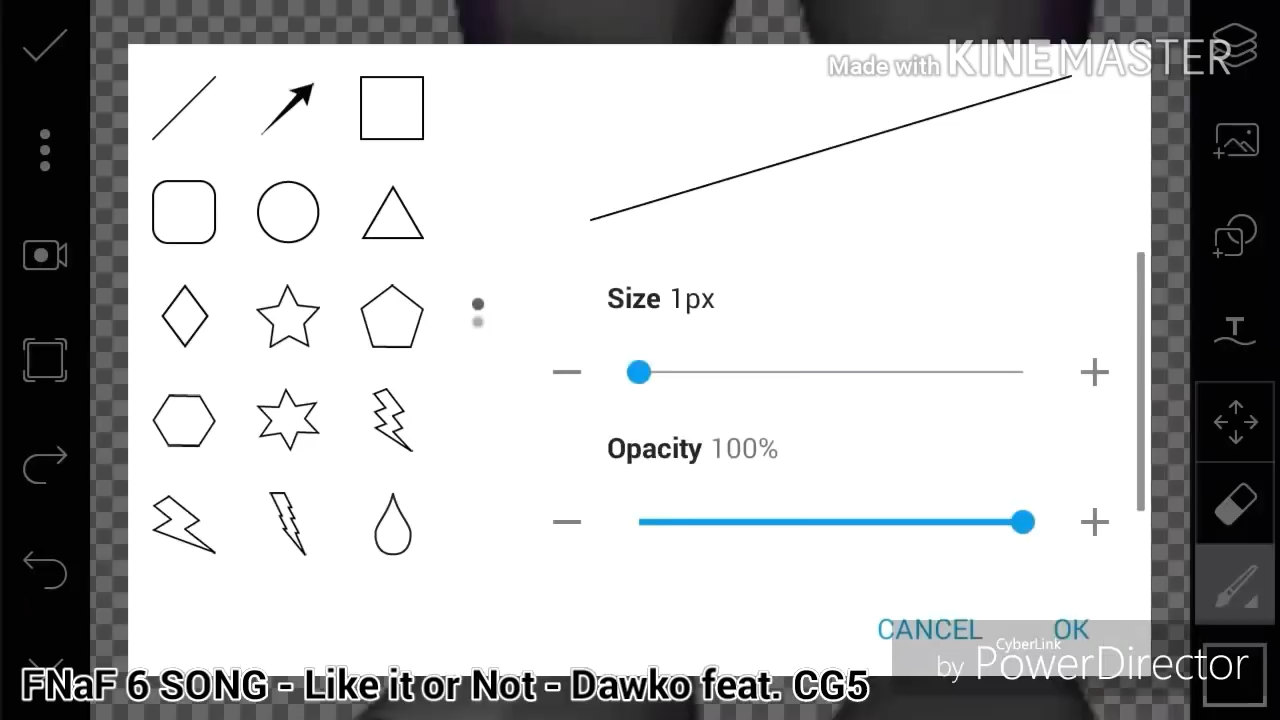 Made with KINEMASTER
T
Size 1px
Opacity 100%
CANCEL OK
CyberLink
by PowerDirector
FNaF 6 SONG - Like it or Not - Dawko feat. CG5